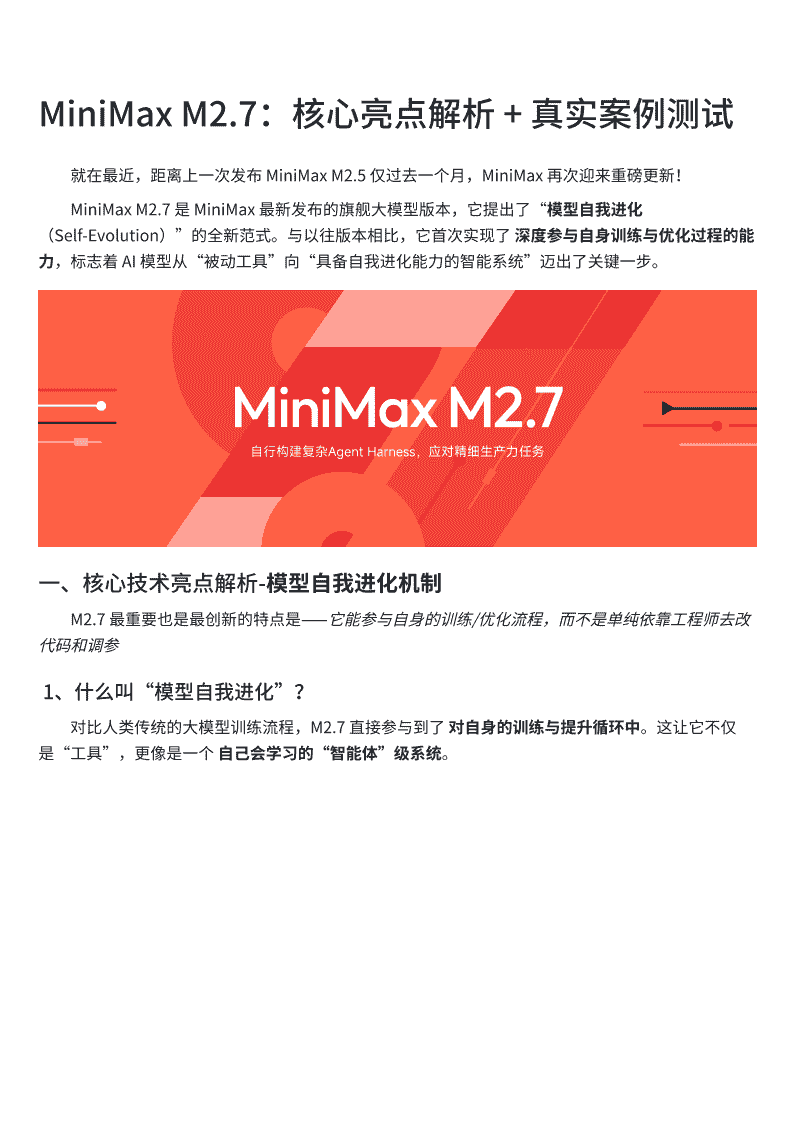 MiniMax M2.7：核心亮点解析 + 真实案例测试
就在最近，距离上一次发布 MiniMax M2.5 仅过去一个月，MiniMax 再次迎来重磅更新！
MiniMax M2.7 是 MiniMax 最新发布的旗舰大模型版本，它提出了“模型自我进化
（Self-Evolution）”的全新范式。与以往版本相比，它首次实现了 深度参与自身训练与优化过程的能
力，标志着 AI 模型从“被动工具”向“具备自我进化能力的智能系统”迈出了关键一步。
MiniMax M2.7
自行构建复杂Agent Harness，应对精细生产力任务
一、核心技术亮点解析-模型自我进化机制
M2.7 最重要也是最创新的特点是——它能参与自身的训练/优化流程，而不是单纯依靠工程师去改
代码和调参
1、什么叫“模型自我进化”？
对比人类传统的大模型训练流程，M2.7 直接参与到了 对自身的训练与提升循环中。这让它不仅
是“工具”，更像是一个 自己会学习的“智能体”级系统。